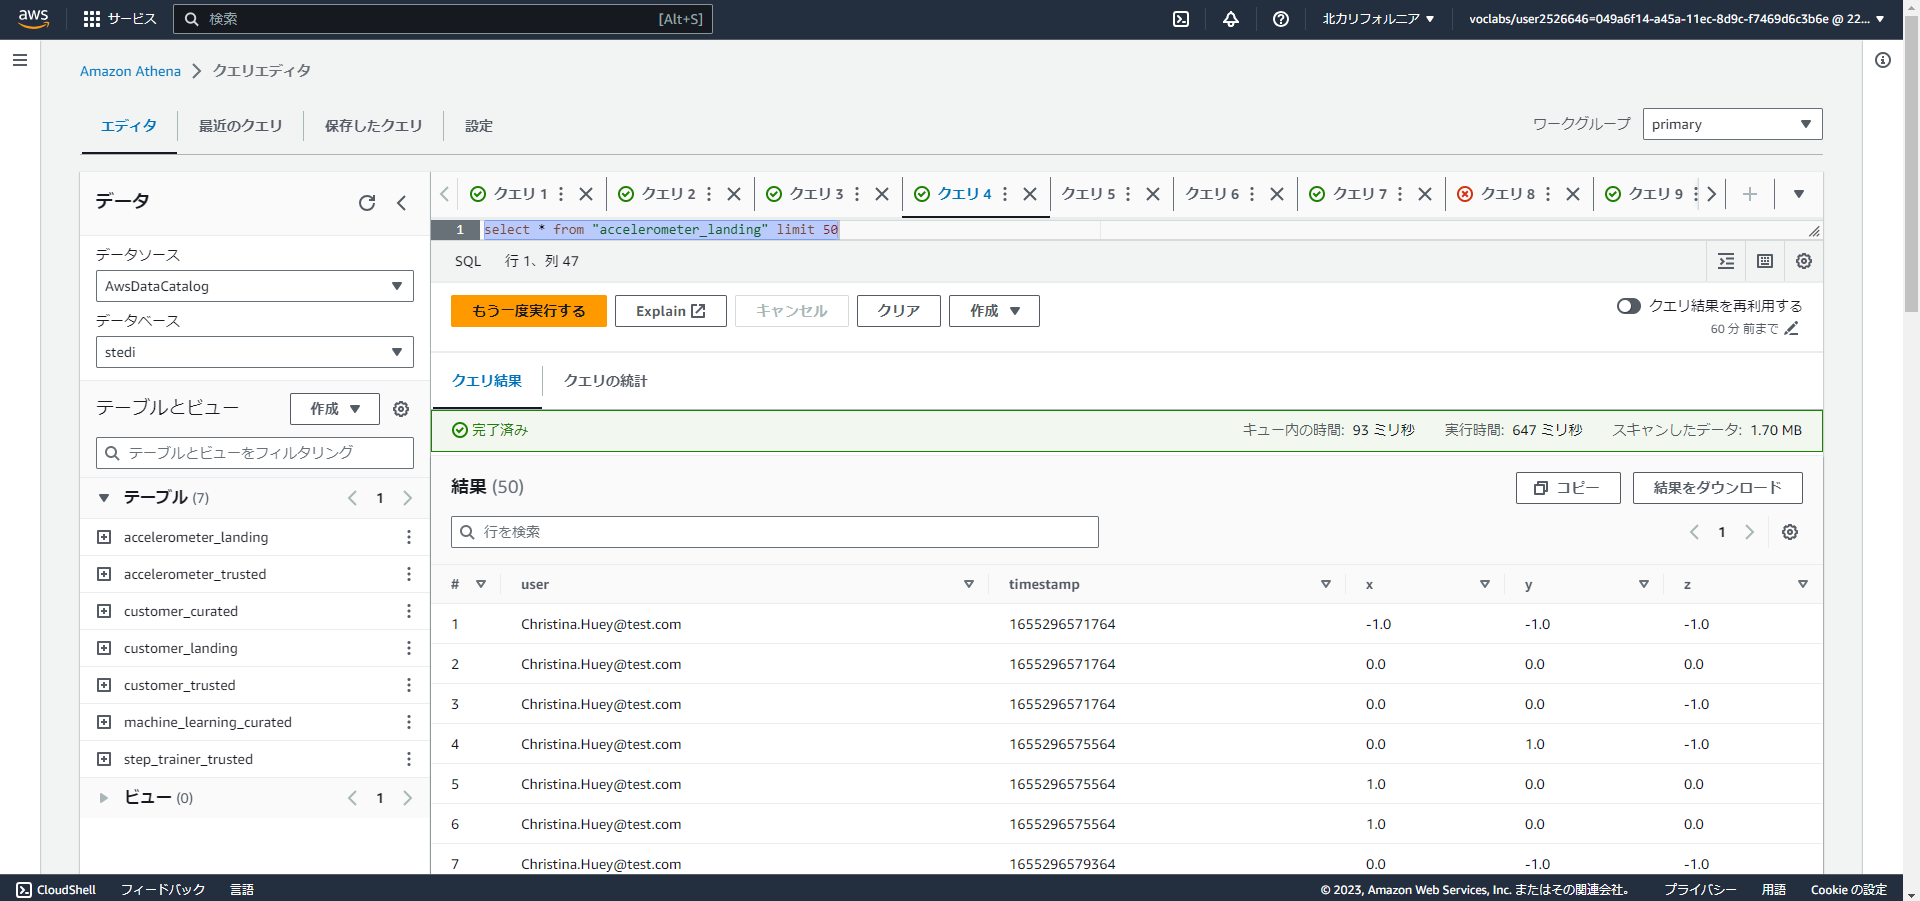 aws サービス 検索 [Alt+S] 北カリフォルニア voclabs/user2526646=049a6f14-a45a-11ec-8d9c-f7469d6c3b6e @ 22...
Amazon Athena クエリエディタ
エディタ 最近のクエリ 保存したクエリ 設定
ワークグループ primary
データ
データソース
AwsDataCatalog
データベース
stedi
テーブルとビュー 作成
テーブルとビューをフィルタリング
テーブル (7) 1
accelerometer_landing
accelerometer_trusted
customer_curated
customer_landing
customer_trusted
machine_learning_curated
step_trainer_trusted
ビュー (0) 1
クエリ 1 クエリ 2 クエリ 3 クエリ 4 クエリ 5 クエリ 6 クエリ 7 クエリ 8 クエリ 9
1 select * from "accelerometer_landing" limit 50
SQL 行 1、列 47
もう一度実行する Explain キャンセル クリア 作成
クエリ結果を再利用する
60 分 前まで
クエリ結果 クエリの統計
完了済み キュー内の時間: 93 ミリ秒 実行時間: 647 ミリ秒 スキャンしたデータ: 1.70 MB
結果 (50) コピー 結果をダウンロード
行を検索 1
# user timestamp x y z
1 Christina.Huey@test.com 1655296571764 -1.0 -1.0 -1.0
2 Christina.Huey@test.com 1655296571764 0.0 0.0 0.0
3 Christina.Huey@test.com 1655296571764 0.0 0.0 -1.0
4 Christina.Huey@test.com 1655296575564 0.0 1.0 -1.0
5 Christina.Huey@test.com 1655296575564 1.0 0.0 0.0
6 Christina.Huey@test.com 1655296575564 1.0 0.0 0.0
7 Christina.Huey@test.com 1655296579364 0.0 -1.0 -1.0
CloudShell フィードバック 言語 © 2023, Amazon Web Services, Inc. またはその関連会社。 プライバシー 用語 Cookie の設定